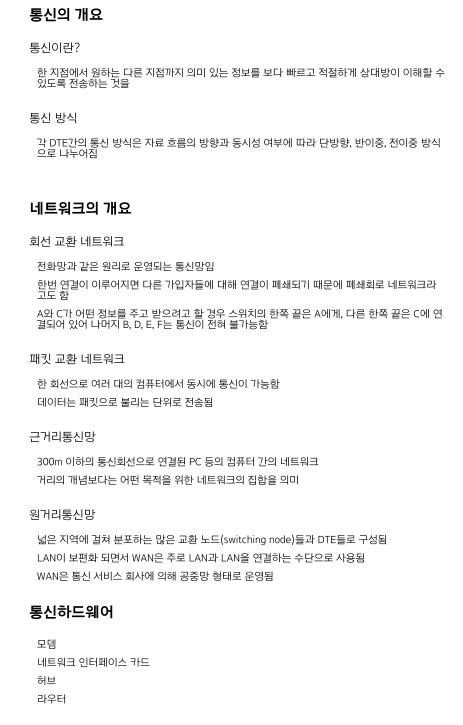 통신의 개요
통신이란?
한 지점에서 원하는 다른 지점까지 의미 있는 정보를 보다 빠르고 적절하게 상대방이 이해할 수
있도록 전송하는 것을
통신 방식
각 DTE간의 통신 방식은 자료 흐름의 방향과 동시성 여부에 따라 단방향, 반이중, 전이중 방식
으로 나누어짐
네트워크의 개요
회선 교환 네트워크
전화망과 같은 원리로 운영되는 통신망임
한번 연결이 이루어지면 다른 가입자들에 대해 연결이 폐쇄되기 때문에 폐쇄회로 네트워크라
고도 함
A와 C가 어떤 정보를 주고 받으려고 할 경우 스위치의 한쪽 끝은 A에게, 다른 한쪽 끝은 C에 연
결되어 있어 나머지 B, D, E, F는 통신이 전혀 불가능함
패킷 교환 네트워크
한 회선으로 여러 대의 컴퓨터에서 동시에 통신이 가능함
데이터는 패킷으로 불리는 단위로 전송됨
근거리통신망
300m 이하의 통신회선으로 연결된 PC 등의 컴퓨터 간의 네트워크
거리의 개념보다는 어떤 목적을 위한 네트워크의 집합을 의미
원거리통신망
넓은 지역에 걸쳐 분포하는 많은 교환 노드(switching node)들과 DTE들로 구성됨
LAN이 보편화 되면서 WAN은 주로 LAN과 LAN을 연결하는 수단으로 사용됨
WAN은 통신 서비스 회사에 의해 공중망 형태로 운영됨
통신하드웨어
모뎀
네트워크 인터페이스 카드
허브
라우터